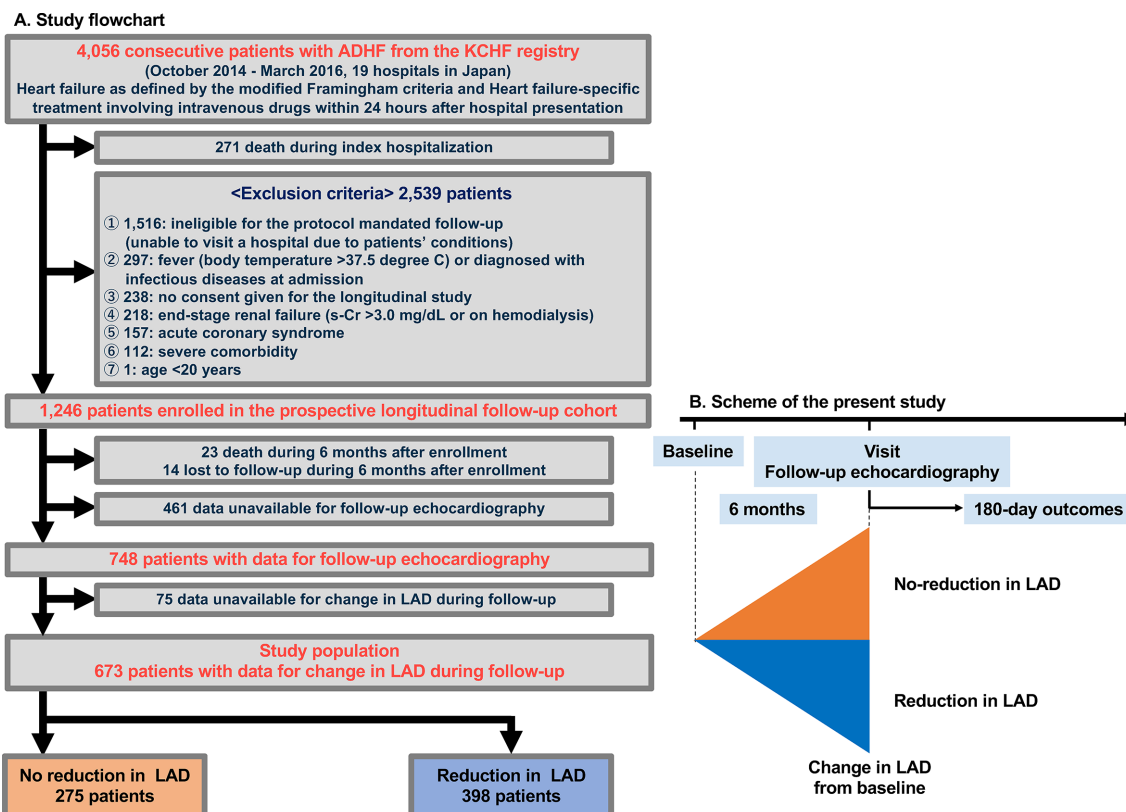 A. Study flowchart
4,056 consecutive patients with ADHF from the KCHF registry
(October 2014 - March 2016, 19 hospitals in Japan)
Heart failure as defined by the modified Framingham criteria and Heart failure-specific
treatment involving intravenous drugs within 24 hours after hospital presentation
271 death during index hospitalization
<Exclusion criteria> 2,539 patients
① 1,516: ineligible for the protocol mandated follow-up
(unable to visit a hospital due to patients’ conditions)
② 297: fever (body temperature >37.5 degree C) or diagnosed with
infectious diseases at admission
③ 238: no consent given for the longitudinal study
④ 218: end-stage renal failure (s-Cr >3.0 mg/dL or on hemodialysis)
⑤ 157: acute coronary syndrome
⑥ 112: severe comorbidity
⑦ 1: age <20 years
1,246 patients enrolled in the prospective longitudinal follow-up cohort
23 death during 6 months after enrollment
14 lost to follow-up during 6 months after enrollment
461 data unavailable for follow-up echocardiography
748 patients with data for follow-up echocardiography
75 data unavailable for change in LAD during follow-up
Study population
673 patients with data for change in LAD during follow-up
No reduction in LAD
275 patients
Reduction in LAD
398 patients
B. Scheme of the present study
Baseline
Visit
Follow-up echocardiography
6 months
180-day outcomes
No-reduction in LAD
Reduction in LAD
Change in LAD
from baseline